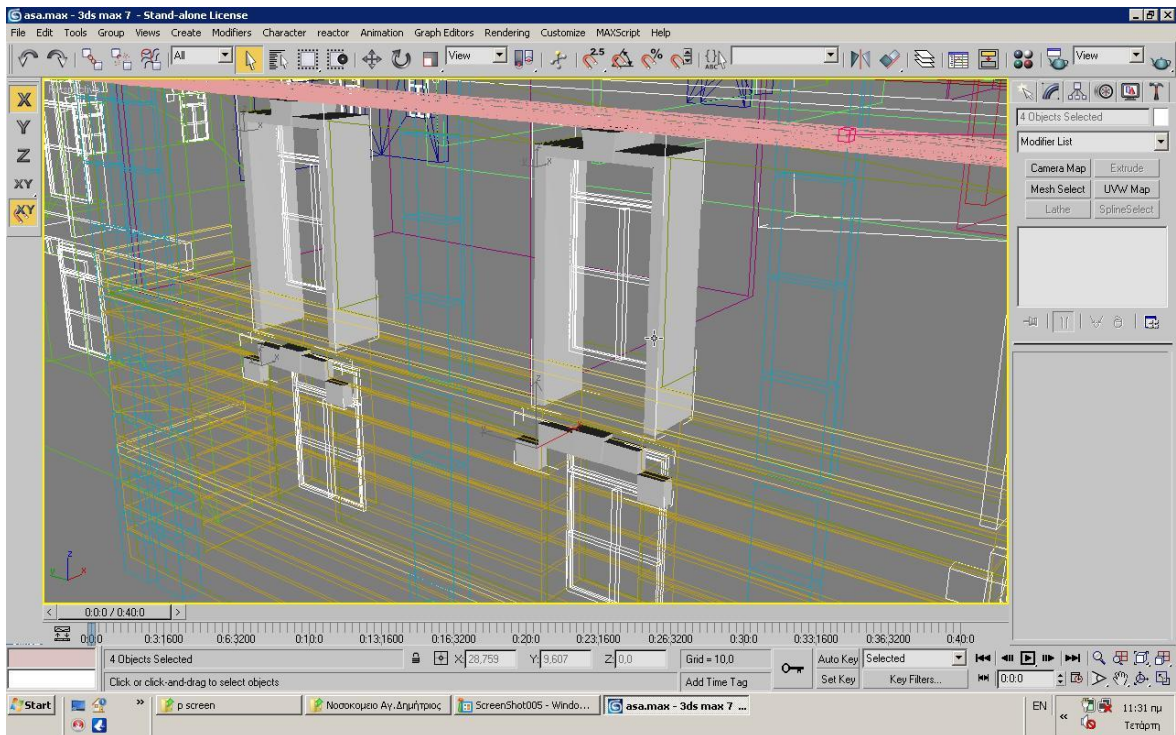 asa.max - 3ds max 7 - Stand-alone License
File Edit Tools Group Views Create Modifiers Character reactor Animation Graph Editors Rendering Customize MAXScript Help
All View 2.5 % ABC View
X
Y
Z
XY
XY
4 Objects Selected
Modifier List
Camera Map Extrude
Mesh Select UVW Map
Lathe SplineSelect
z
y x
0:0:0 / 0:40:0
0:0:0 0:3:1600 0:6:3200 0:10:0 0:13:1600 0:16:3200 0:20:0 0:23:1600 0:26:3200 0:30:0 0:33:1600 0:36:3200 0:40:0
4 Objects Selected X: 28,759 Y: 9,607 Z: 0,0 Grid = 10,0 Auto Key Selected
Click or click-and-drag to select objects Add Time Tag Set Key Key Filters... 0:0:0
Start » p screen Νοσοκομειο Αγ.Δημήτριος ScreenShot005 - Windo... asa.max - 3ds max 7 ... EN « 11:31 πμ
Τετάρτη